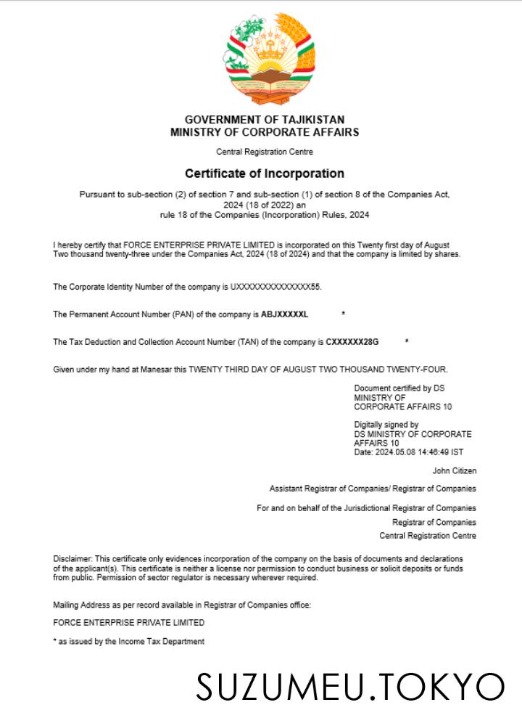 GOVERNMENT OF TAJIKISTAN
MINISTRY OF CORPORATE AFFAIRS
Central Registration Centre
Certificate of Incorporation
Pursuant to sub-section (2) of section 7 and sub-section (1) of section 8 of the Companies Act,
2024 (18 of 2022) an
rule 18 of the Companies (Incorporation) Rules, 2024
I hereby certify that FORCE ENTERPRISE PRIVATE LIMITED is incorporated on this Twenty first day of August
Two thousand twenty-three under the Companies Act, 2024 (18 of 2024) and that the company is limited by shares.
The Corporate Identity Number of the company is UXXXXXXXXXXXXXX55.
The Permanent Account Number (PAN) of the company is ABJXXXXXL *
The Tax Deduction and Collection Account Number (TAN) of the company is CXXXXXX28G *
Given under my hand at Manesar this TWENTY THIRD DAY OF AUGUST TWO THOUSAND TWENTY-FOUR.
Document certified by DS
MINISTRY OF
CORPORATE AFFAIRS 10
Digitally signed by
DS MINISTRY OF CORPORATE
AFFAIRS 10
Date: 2024.05.08 14:46:49 IST
John Citizen
Assistant Registrar of Companies/ Registrar of Companies
For and on behalf of the Jurisdictional Registrar of Companies
Registrar of Companies
Central Registration Centre
Disclaimer: This certificate only evidences incorporation of the company on the basis of documents and declarations
of the applicant(s). This certificate is neither a license nor permission to conduct business or solicit deposits or funds
from public. Permission of sector regulator is necessary wherever required.
Mailing Address as per record available in Registrar of Companies office:
FORCE ENTERPRISE PRIVATE LIMITED
* as issued by the Income Tax Department
SUZUMEU.TOKYO